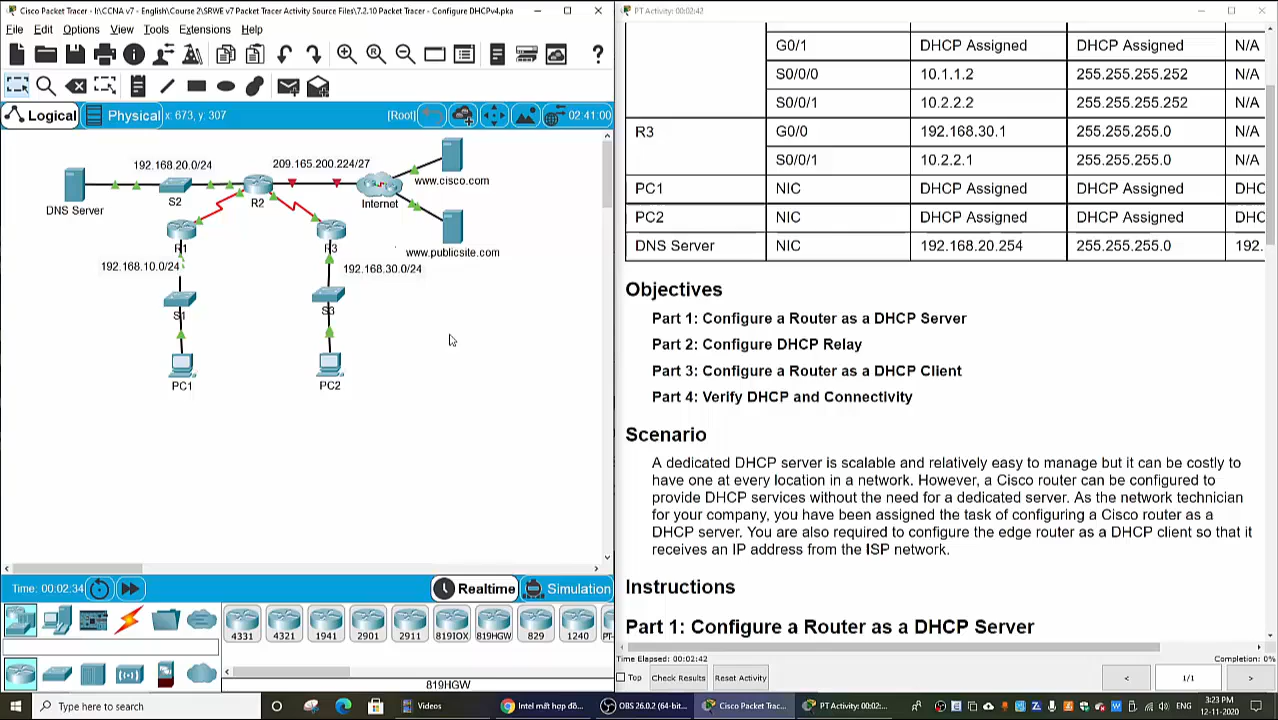 Cisco Packet Tracer - I:\CCNA v7 - English\Course 2\SRWE v7 Packet Tracer Activity Source Files\7.2.10 Packet Tracer - Configure DHCPv4.pka
File Edit Options View Tools Extensions Help
Logical Physical x: 673, y: 307 [Root] 02:41:00
192.168.20.0/24
209.165.200.224/27
www.cisco.com
DNS Server
S2
R2
Internet
R1
R3
www.publicsite.com
192.168.10.0/24
192.168.30.0/24
S1
S3
PC1
PC2
Time: 00:02:34
Realtime Simulation
4331 4321 1941 2901 2911 819IOX 819HGW 829 1240 PT-
819HGW
PT Activity: 00:02:42
G0/1 DHCP Assigned DHCP Assigned N/A
S0/0/0 10.1.1.2 255.255.255.252 N/A
S0/0/1 10.2.2.2 255.255.255.252 N/A
R3 G0/0 192.168.30.1 255.255.255.0 N/A
S0/0/1 10.2.2.1 255.255.255.0 N/A
PC1 NIC DHCP Assigned DHCP Assigned DHC
PC2 NIC DHCP Assigned DHCP Assigned DHC
DNS Server NIC 192.168.20.254 255.255.255.0 192.
Objectives
Part 1: Configure a Router as a DHCP Server
Part 2: Configure DHCP Relay
Part 3: Configure a Router as a DHCP Client
Part 4: Verify DHCP and Connectivity
Scenario
A dedicated DHCP server is scalable and relatively easy to manage but it can be costly to
have one at every location in a network. However, a Cisco router can be configured to
provide DHCP services without the need for a dedicated server. As the network technician
for your company, you have been assigned the task of configuring a Cisco router as a
DHCP server. You are also required to configure the edge router as a DHCP client so that it
receives an IP address from the ISP network.
Instructions
Part 1: Configure a Router as a DHCP Server
Time Elapsed: 00:02:42 Completion: 0%
Top Check Results Reset Activity < 1/1 >
Type here to search
Videos
Intel mất hợp đồ...
OBS 26.0.2 (64-bit...
Cisco Packet Trac...
PT Activity: 00:02:...
ENG
3:23 PM
12-11-2020